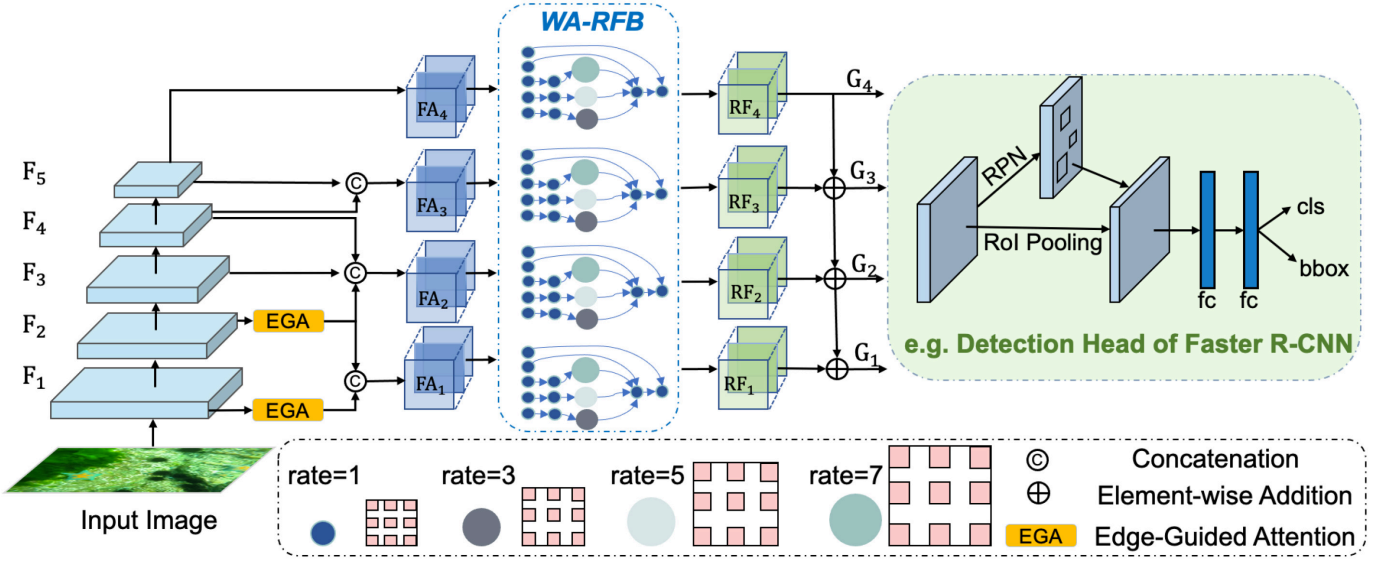 WA-RFB
F₅
F₄
F₃
F₂
F₁
EGA
EGA
C
C
C
FA₄
FA₃
FA₂
FA₁
RF₄
RF₃
RF₂
RF₁
G₄
G₃
G₂
G₁
RPN
RoI Pooling
fc
fc
cls
bbox
e.g. Detection Head of Faster R-CNN
Input Image
rate=1
rate=3
rate=5
rate=7
C
Concatenation
Element-wise Addition
EGA
Edge-Guided Attention